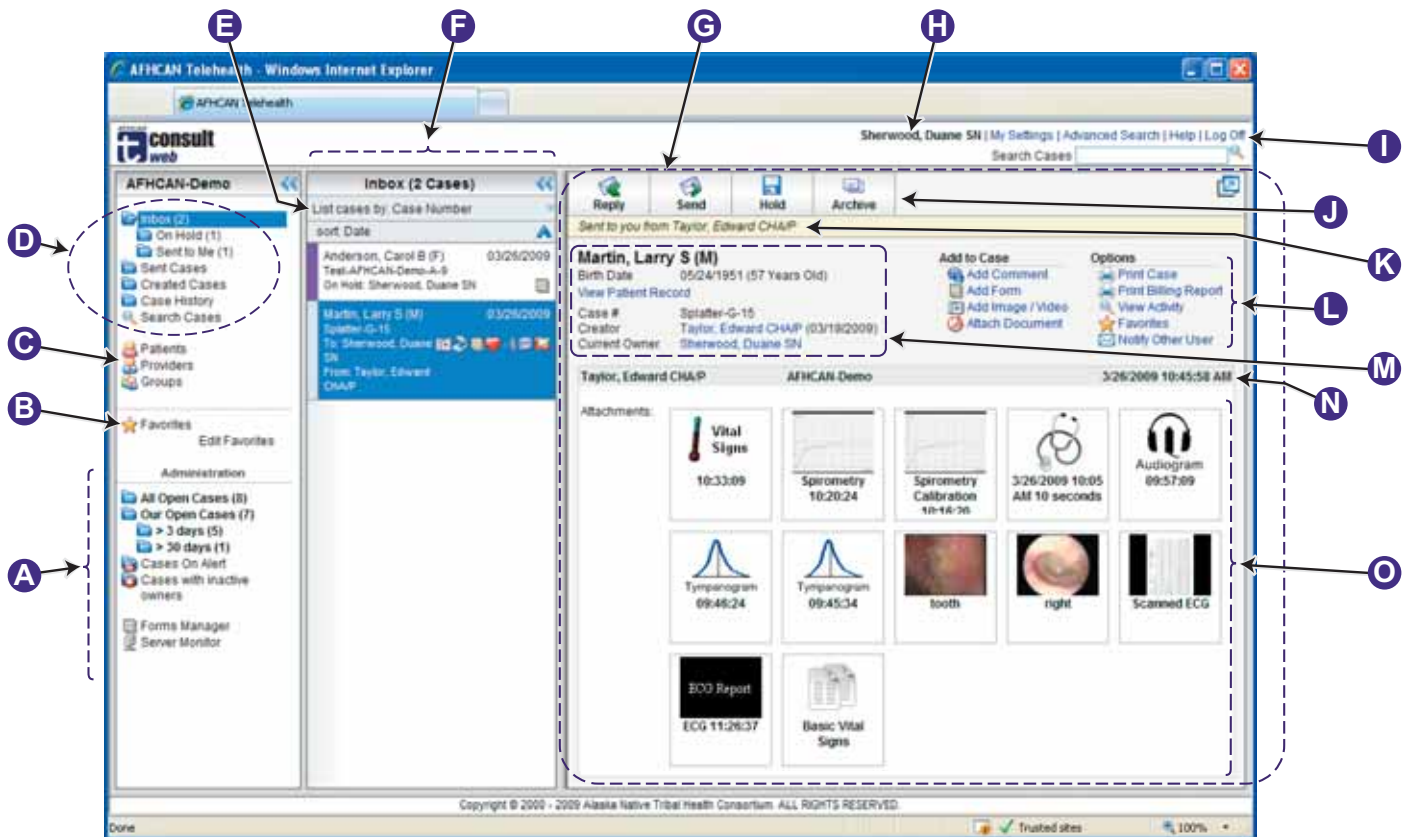 E F G H
AFHCAN Telehealth - Windows Internet Explorer
AFHCAN Telehealth
consult
web
Sherwood, Duane SN | My Settings | Advanced Search | Help | Log Off
I
Search Cases
AFHCAN-Demo
D
Inbox (2)
On Hold (1)
Sent to Me (1)
Sent Cases
Created Cases
Case History
Search Cases
C
Patients
Providers
Groups
B
Favorites
Edit Favorites
Administration
A
All Open Cases (8)
Our Open Cases (7)
> 3 days (5)
> 30 days (1)
Cases On Alert
Cases with inactive
owners
Forms Manager
Server Monitor
Inbox (2 Cases)
List cases by: Case Number
sort: Date
Anderson, Carol B (F) 03/26/2009
Test-AFHCAN-Demo-A-9
On Hold: Sherwood, Duane SN
Martin, Larry S (M) 03/26/2009
Splatter-G-15
To: Sherwood, Duane
SN
From: Taylor, Edward
CHA/P
Reply Send Hold Archive
J
Sent to you from Taylor, Edward CHA/P
K
Martin, Larry S (M)
Birth Date 05/24/1951 (57 Years Old)
View Patient Record
Case # Splatter-G-15
Creator Taylor, Edward CHA/P (03/19/2009)
Current Owner Sherwood, Duane SN
M
Add to Case
Add Comment
Add Form
Add Image / Video
Attach Document
Options
Print Case
Print Billing Report
View Activity
Favorites
Notify Other User
L
Taylor, Edward CHA/P AFHCAN-Demo 3/26/2009 10:45:58 AM
N
Attachments:
Vital
Signs
10:33:09
Spirometry
10:20:24
Spirometry
Calibration
10:16:26
3/26/2009 10:05
AM 10 seconds
Audiogram
09:57:09
O
Tympanogram
09:46:24
Tympanogram
09:45:34
tooth
right
Scanned ECG
ECG Report
ECG 11:26:37
Basic Vital
Signs
Copyright © 2000 - 2009 Alaska Native Tribal Health Consortium. ALL RIGHTS RESERVED.
Done
Trusted sites
100%